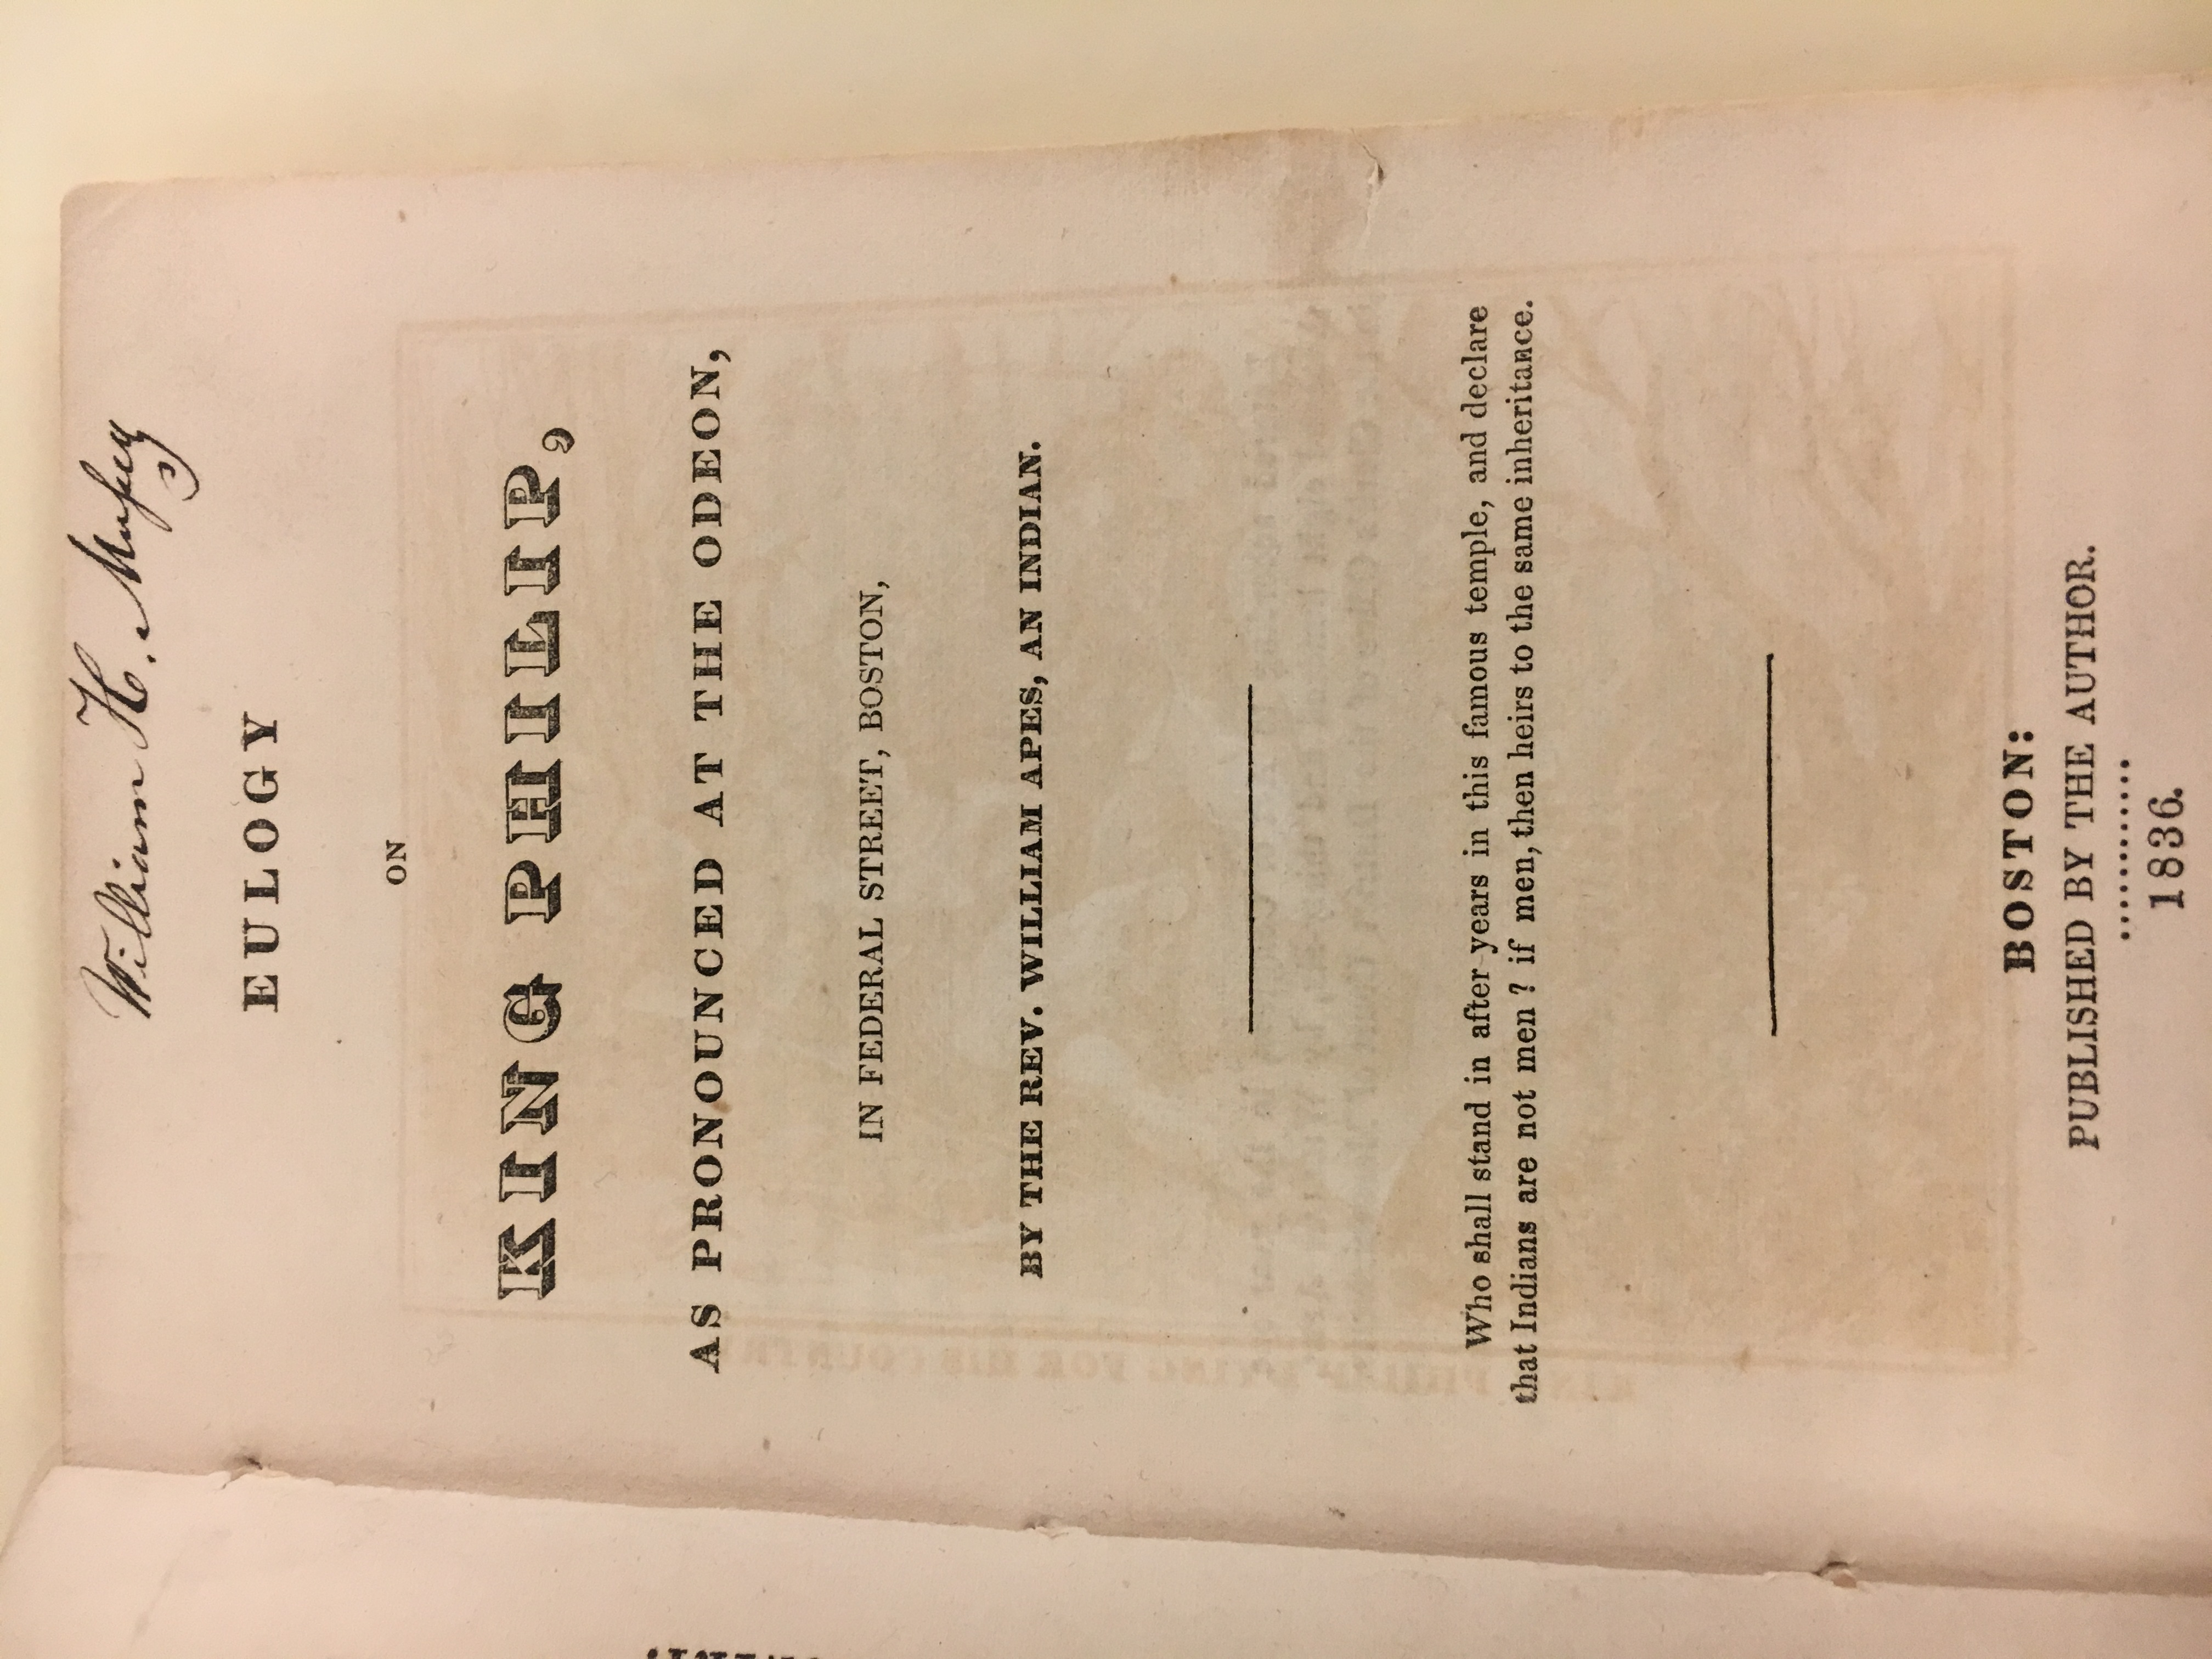 William H. Mussey
EULOGY
ON
KING PHILIP,
AS PRONOUNCED AT THE ODEON,
IN FEDERAL STREET, BOSTON,
BY THE REV. WILLIAM APES, AN INDIAN.
Who shall stand in after years in this famous temple, and declare
that Indians are not men ? if men, then heirs to the same inheritance.
BOSTON:
PUBLISHED BY THE AUTHOR.
............
1836.